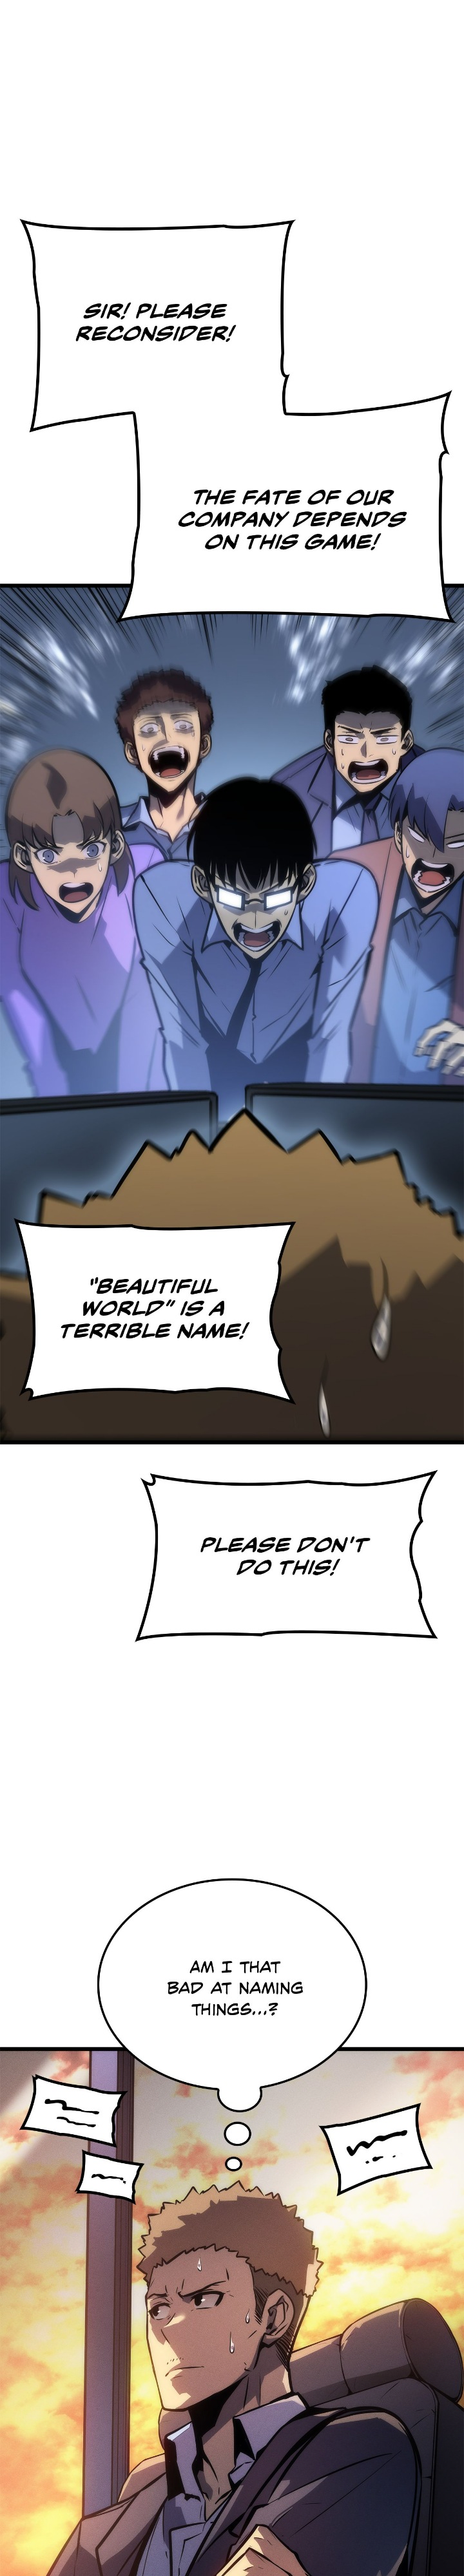 SIR! PLEASE
RECONSIDER!
THE FATE OF OUR
COMPANY DEPENDS
ON THIS GAME!
"BEAUTIFUL
WORLD" IS A
TERRIBLE NAME!
PLEASE DON'T
DO THIS!
AM I THAT
BAD AT NAMING
THINGS...?